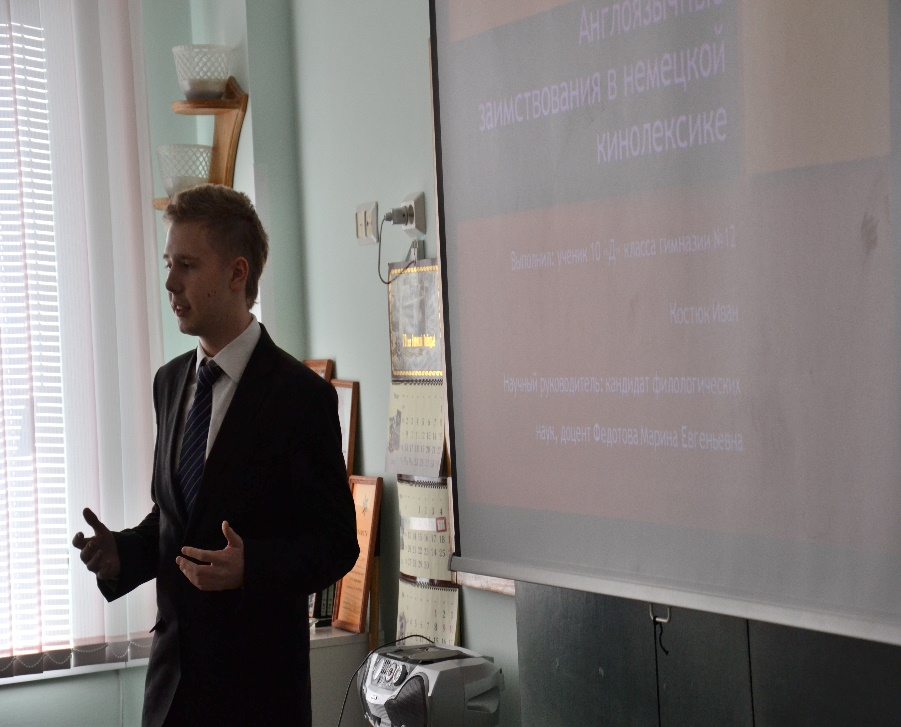 Англоязычные
заимствования в немецкой
кинолексике
Выполнил: ученик 10 «Д» класса гимназии №12
Костюк Иван
Научный руководитель: кандидат филологических
наук, доцент Федотова Марина Евгеньевна